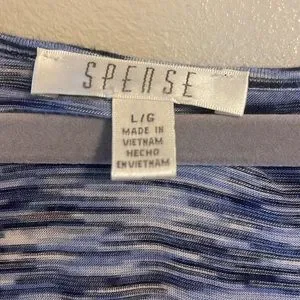 SPENSE
L/G
MADE IN
VIETNAM
HECHO
EN VIETNAM